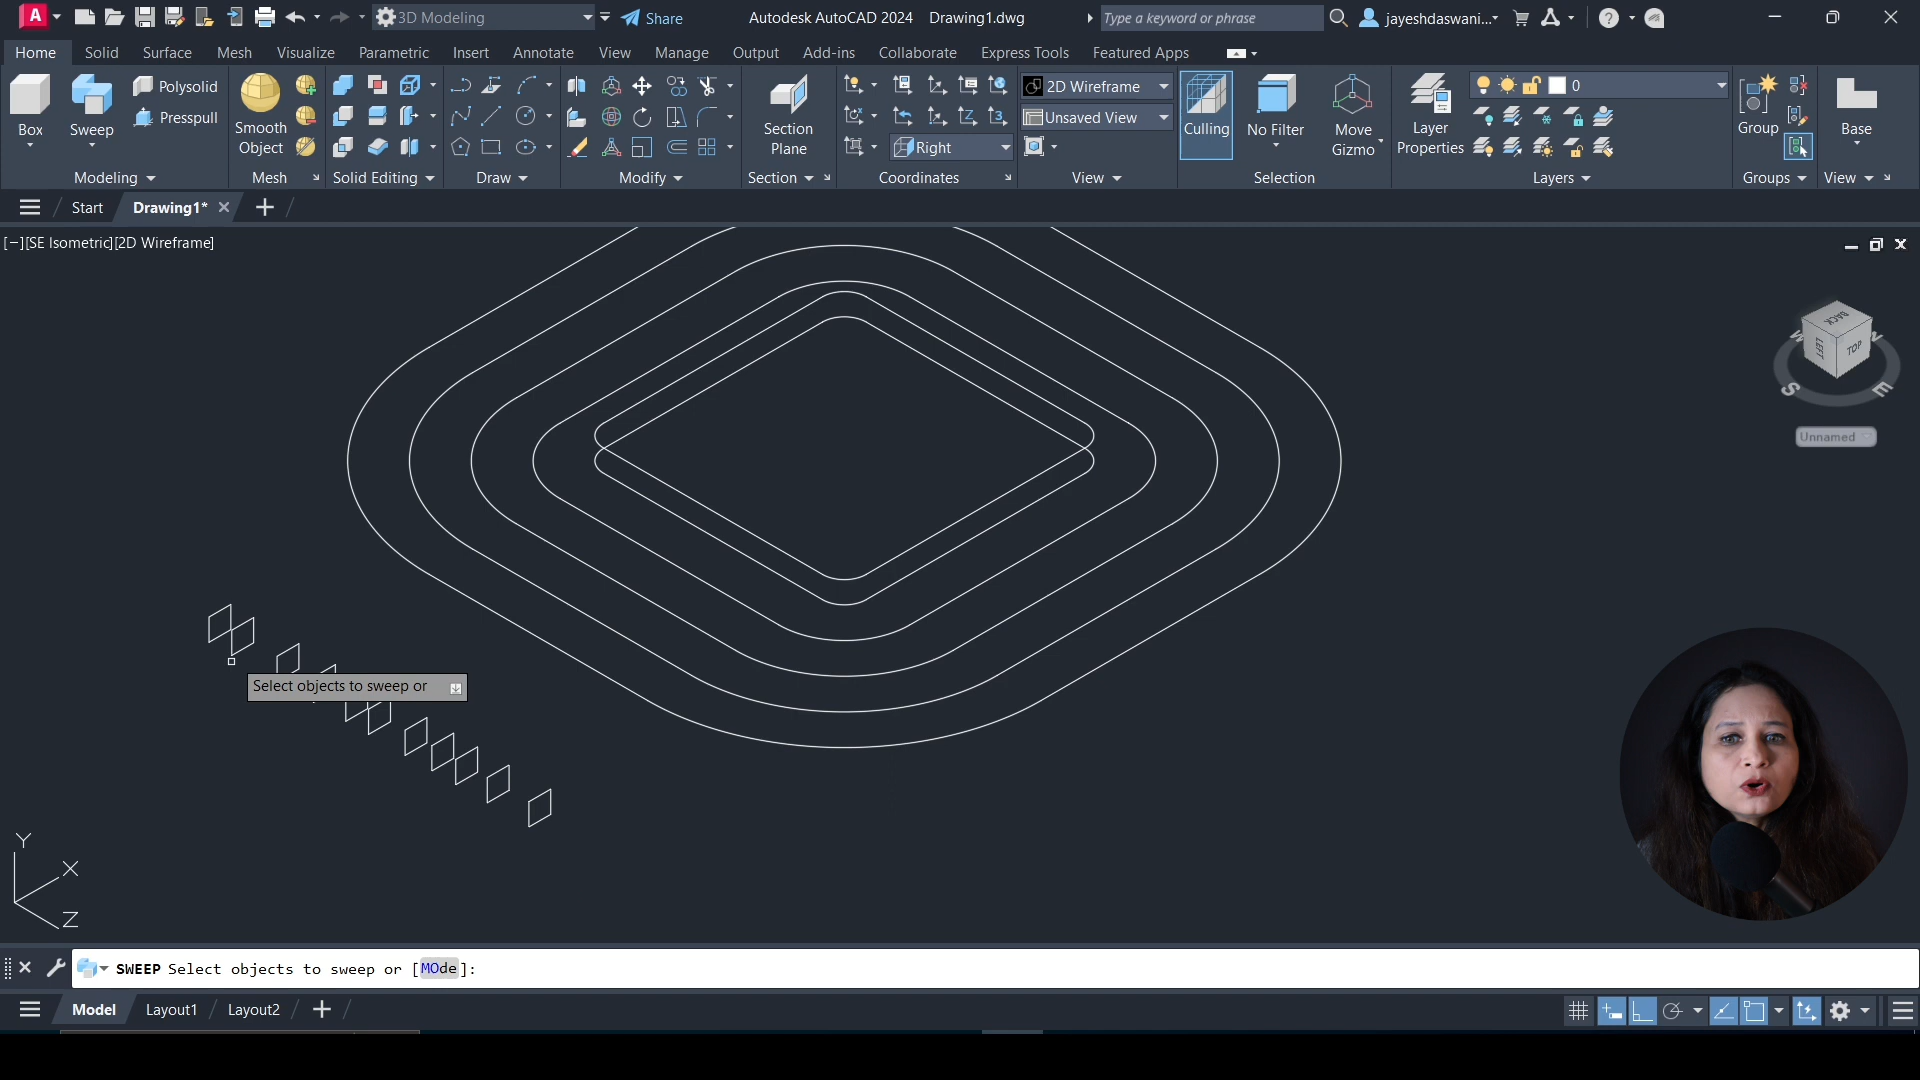 A
3D Modeling
Share
Autodesk AutoCAD 2024 Drawing1.dwg
Type a keyword or phrase
jayeshdaswani...
Home Solid Surface Mesh Visualize Parametric Insert Annotate View Manage Output Add-ins Collaborate Express Tools Featured Apps
Box
Sweep
Polysolid
Presspull
Smooth
Object
Section
Plane
Right
2D Wireframe
Unsaved View
Culling
No Filter
Move
Gizmo
Layer
Properties
0
Group
Base
Modeling Mesh Solid Editing Draw Modify Section Coordinates View Selection Layers Groups View
Start Drawing1*
[−][SE Isometric][2D Wireframe]
BACK
LEFT
TOP
W
N
S
E
Unnamed
Select objects to sweep or
Y
X
Z
SWEEP Select objects to sweep or [MOde]:
Model Layout1 Layout2